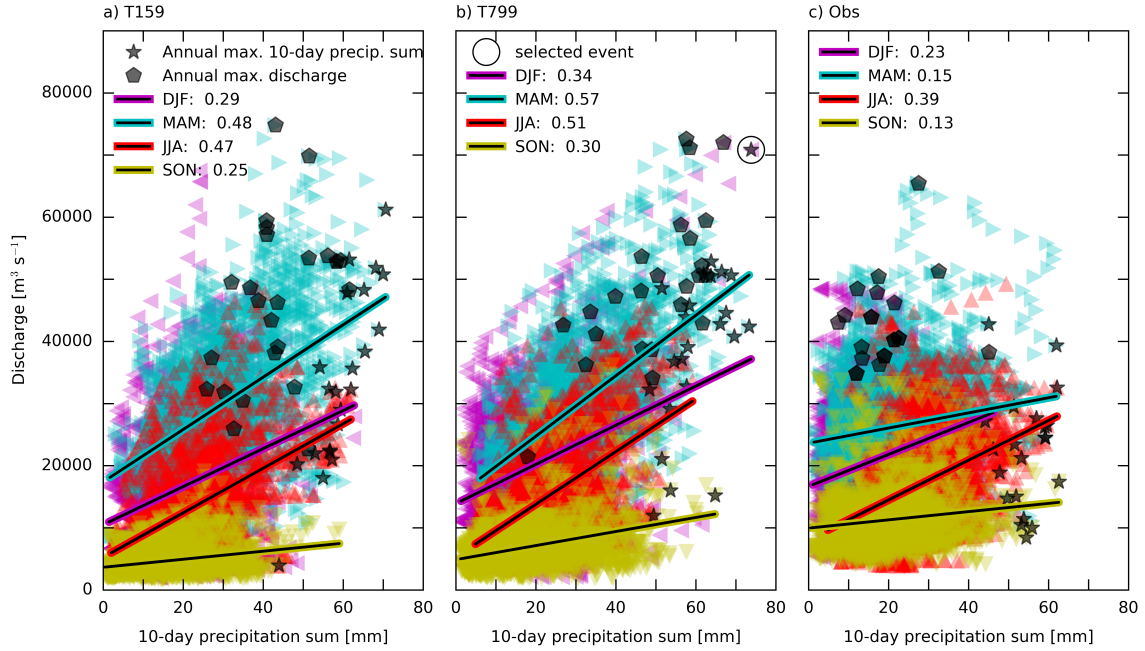 a) T159
Annual max. 10-day precip. sum
Annual max. discharge
DJF: 0.29
MAM: 0.48
JJA: 0.47
SON: 0.25
b) T799
selected event
DJF: 0.34
MAM: 0.57
JJA: 0.51
SON: 0.30
c) Obs
DJF: 0.23
MAM: 0.15
JJA: 0.39
SON: 0.13
Discharge [m³ s⁻¹]
80000
60000
40000
20000
0
0 20 40 60 80
0 20 40 60 80
0 20 40 60 80
10-day precipitation sum [mm]
10-day precipitation sum [mm]
10-day precipitation sum [mm]